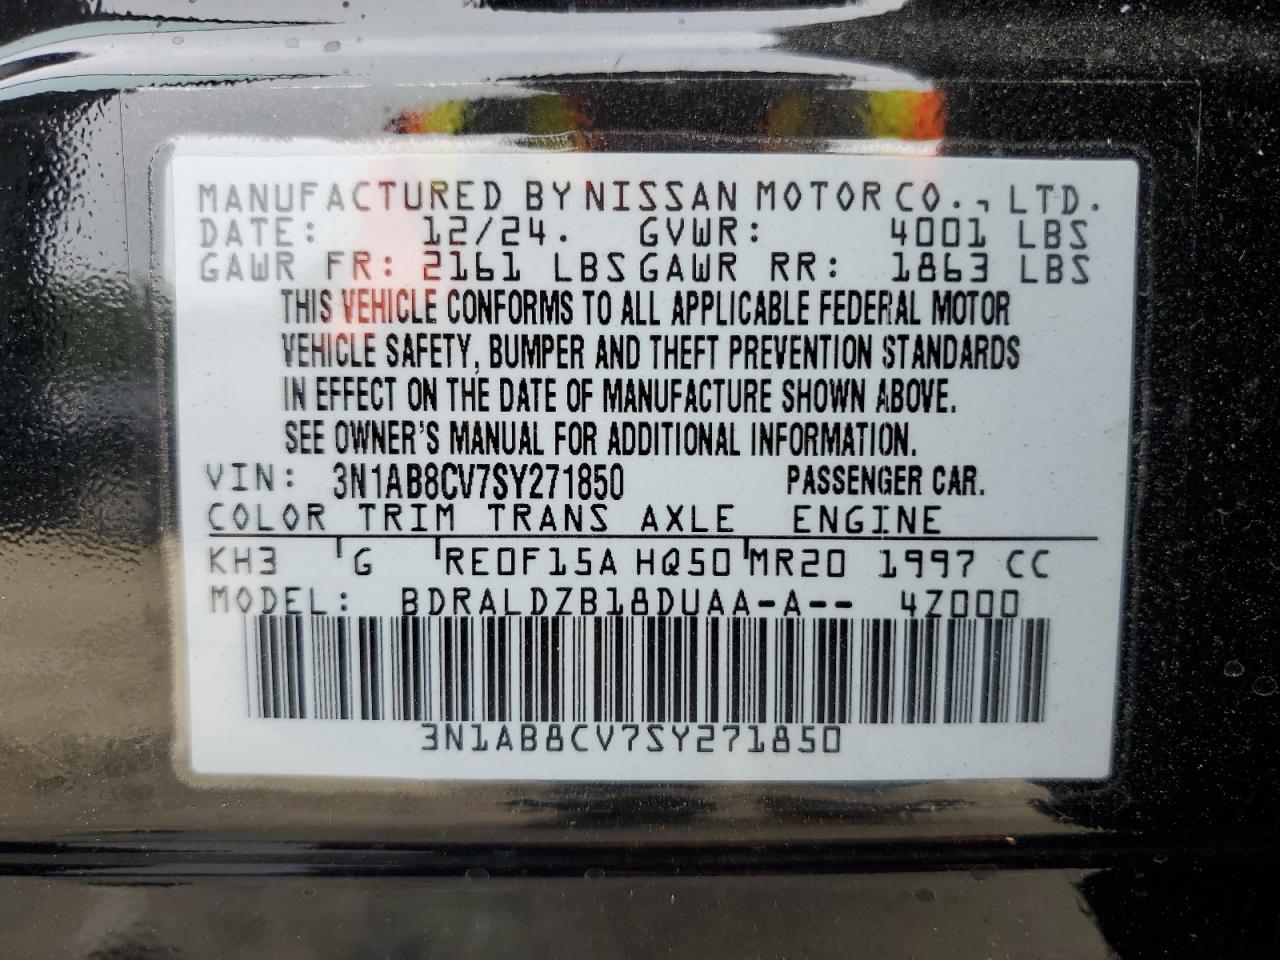 MANUFACTURED BY NISSAN MOTOR CO., LTD.
DATE: 12/24. GVWR: 4001 LBS
GAWR FR: 2161 LBS GAWR RR: 1863 LBS
THIS VEHICLE CONFORMS TO ALL APPLICABLE FEDERAL MOTOR
VEHICLE SAFETY, BUMPER AND THEFT PREVENTION STANDARDS
IN EFFECT ON THE DATE OF MANUFACTURE SHOWN ABOVE.
SEE OWNER'S MANUAL FOR ADDITIONAL INFORMATION.
VIN: 3N1AB8CV7SY271850 PASSENGER CAR.
COLOR TRIM TRANS AXLE ENGINE
KH3 G RE0F15A HQ50 MR20 1997 CC
MODEL: BDRALDZB18DUAA-A-- 4Z000
3N1AB8CV7SY271850